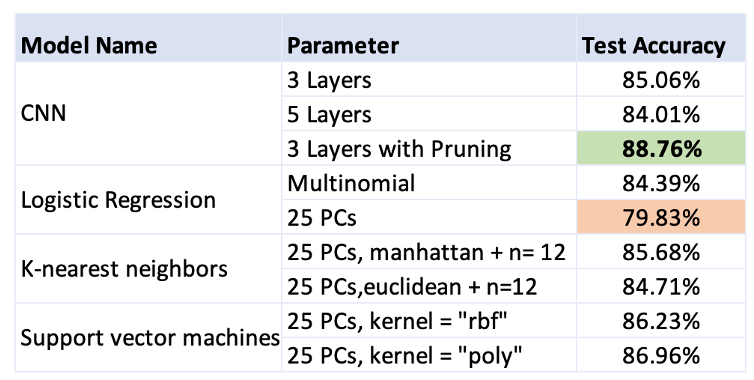 Model Name Parameter Test Accuracy
CNN
3 Layers 85.06%
5 Layers 84.01%
3 Layers with Pruning 88.76%
Logistic Regression
Multinomial 84.39%
25 PCs 79.83%
K-nearest neighbors
25 PCs, manhattan + n= 12 85.68%
25 PCs,euclidean + n=12 84.71%
Support vector machines
25 PCs, kernel = "rbf" 86.23%
25 PCs, kernel = "poly" 86.96%